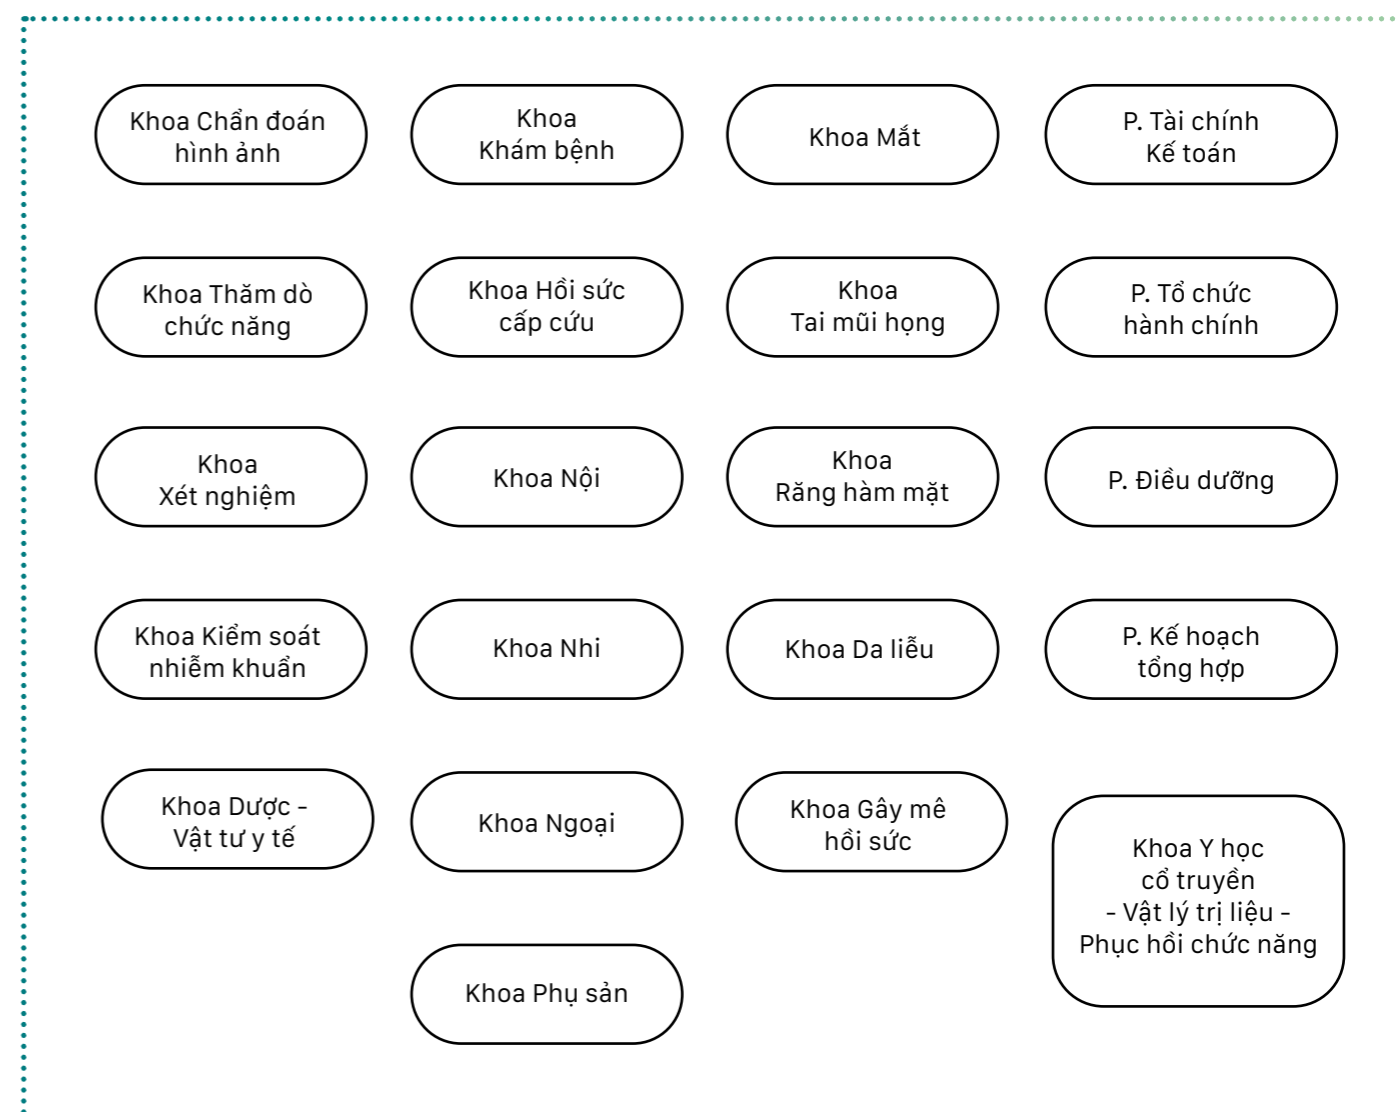 Khoa Chẩn đoán
hình ảnh
Khoa
Khám bệnh
Khoa Mắt
P. Tài chính
Kế toán
Khoa Thăm dò
chức năng
Khoa Hồi sức
cấp cứu
Khoa
Tai mũi họng
P. Tổ chức
hành chính
Khoa
Xét nghiệm
Khoa Nội
Khoa
Răng hàm mặt
P. Điều dưỡng
Khoa Kiểm soát
nhiễm khuẩn
Khoa Nhi
Khoa Da liễu
P. Kế hoạch
tổng hợp
Khoa Dược -
Vật tư y tế
Khoa Ngoại
Khoa Gây mê
hồi sức
Khoa Y học
cổ truyền
- Vật lý trị liệu -
Phục hồi chức năng
Khoa Phụ sản